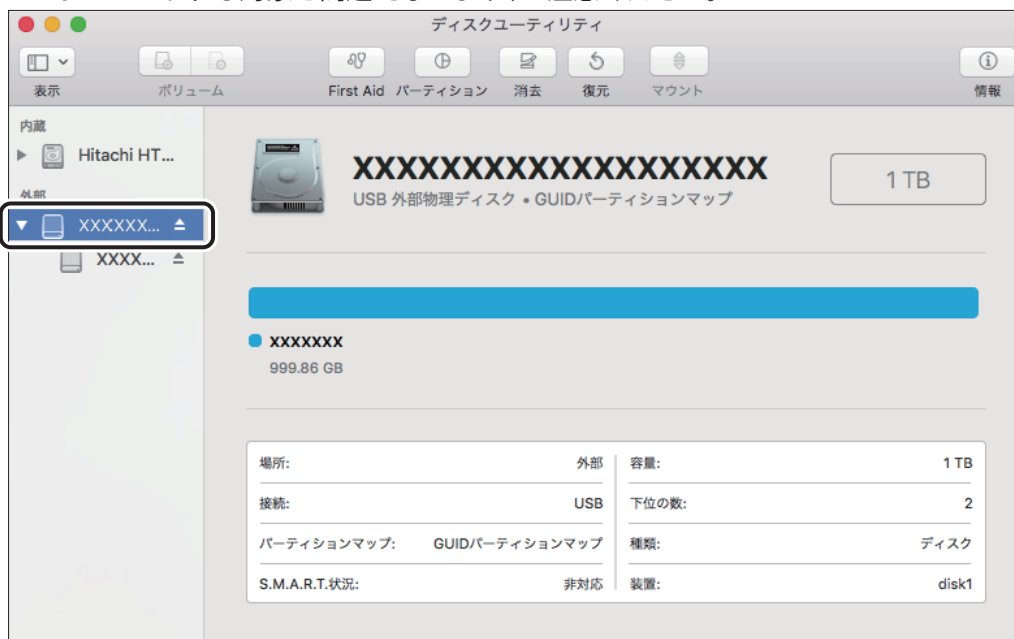 ディスクユーティリティ
表示
ボリューム
First Aid
パーティション
消去
復元
マウント
情報
内蔵
Hitachi HT...
外部
XXXXXX...
XXXX...
XXXXXXXXXXXXXXXXXXX
USB 外部物理ディスク • GUIDパーティションマップ
1 TB
XXXXXXX
999.86 GB
場所: 外部
容量: 1 TB
接続: USB
下位の数: 2
パーティションマップ: GUIDパーティションマップ
種類: ディスク
S.M.A.R.T.状況: 非対応
装置: disk1